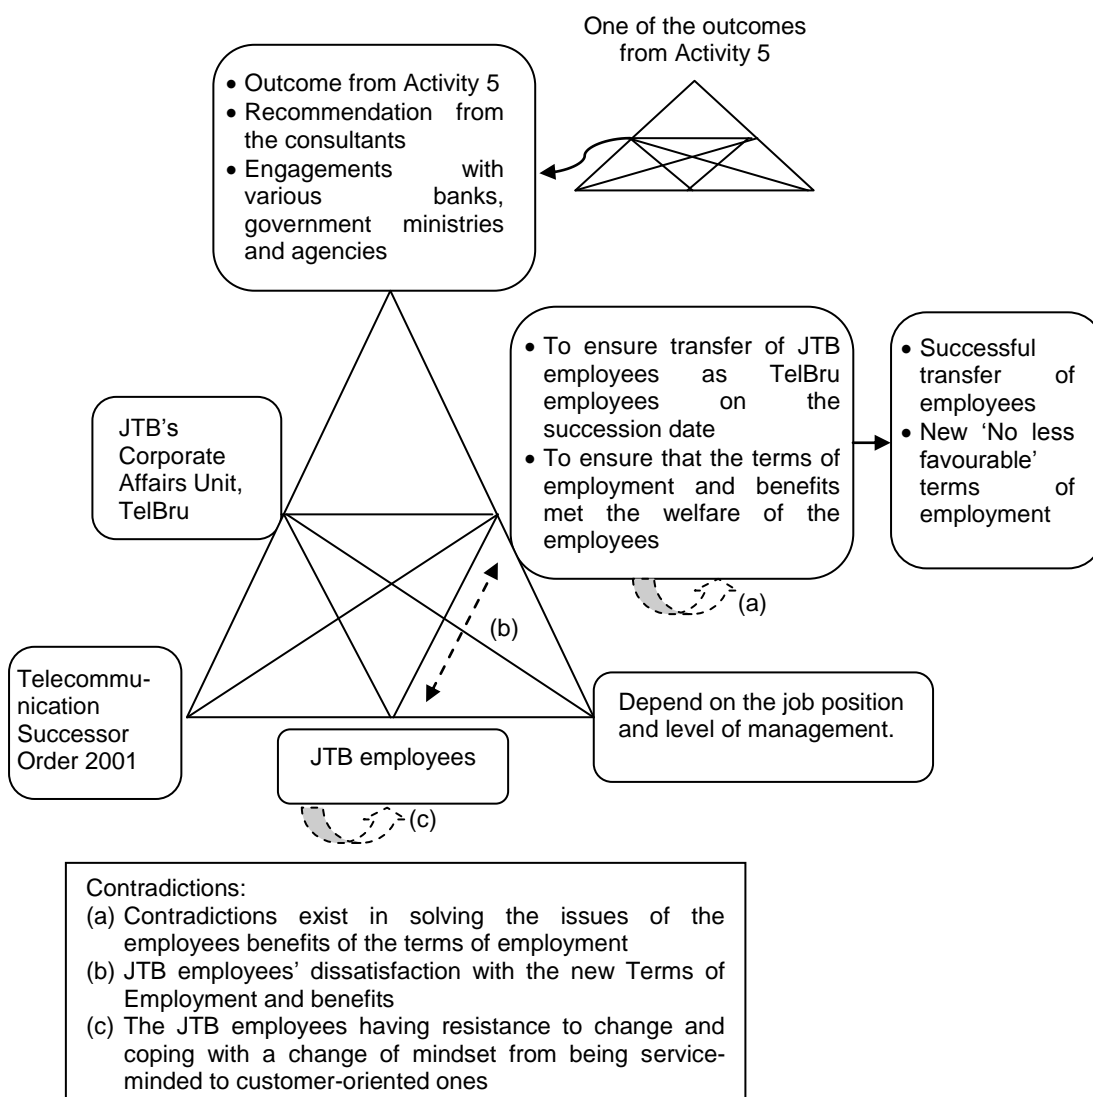 One of the outcomes
from Activity 5
• Outcome from Activity 5
• Recommendation from
the consultants
• Engagements with
various banks,
government ministries
and agencies
• To ensure transfer of JTB
employees as TelBru
employees on the
succession date
• To ensure that the terms of
employment and benefits
met the welfare of the
employees
• Successful
transfer of
employees
• New ‘No less
favourable’
terms of
employment
JTB’s
Corporate
Affairs Unit,
TelBru
(a)
(b)
Telecommu-
nication
Successor
Order 2001
JTB employees
Depend on the job position
and level of management.
(c)
Contradictions:
(a) Contradictions exist in solving the issues of the
employees benefits of the terms of employment
(b) JTB employees’ dissatisfaction with the new Terms of
Employment and benefits
(c) The JTB employees having resistance to change and
coping with a change of mindset from being service-
minded to customer-oriented ones